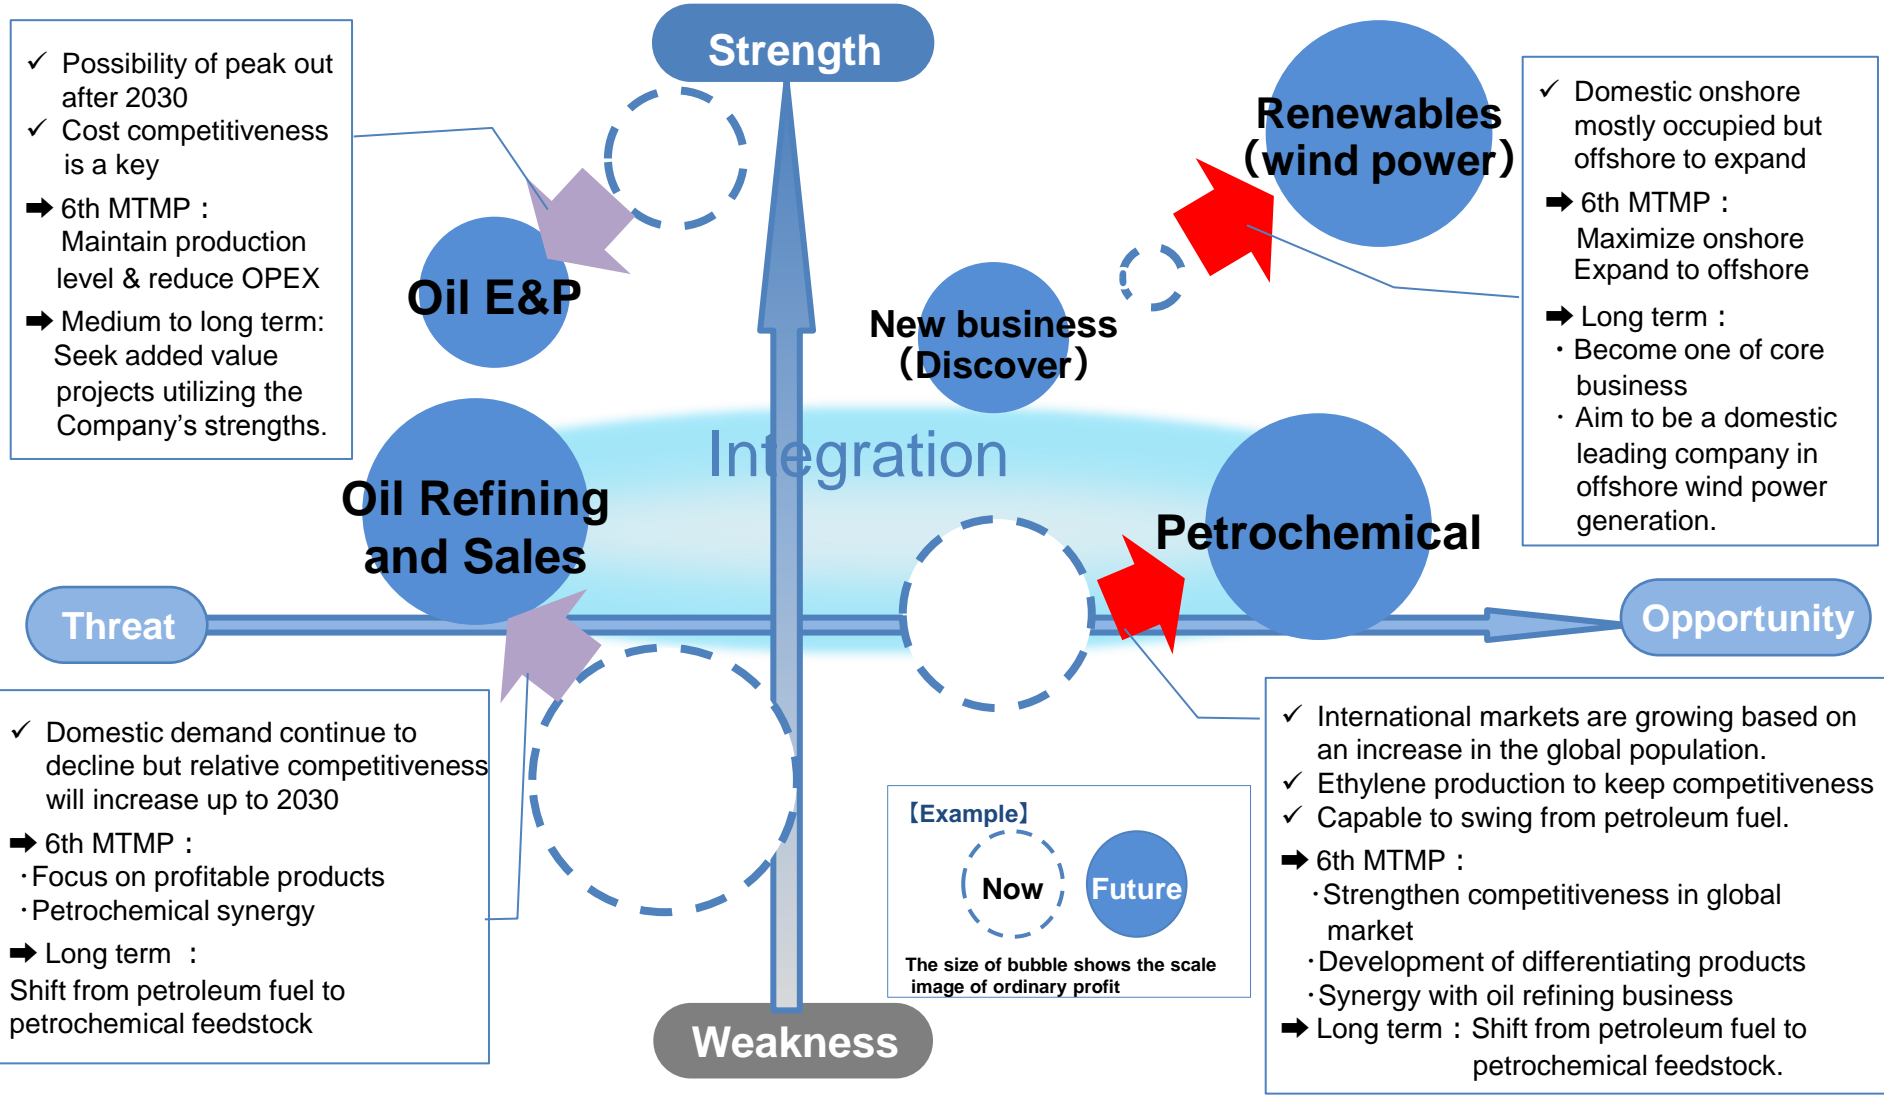 Strength
✓ Possibility of peak out
after 2030
✓ Cost competitiveness
is a key
➡ 6th MTMP：
Maintain production
level & reduce OPEX
➡ Medium to long term:
Seek added value
projects utilizing the
Company’s strengths.
Oil E&P
New business
（Discover）
Renewables
（wind power）
✓ Domestic onshore
mostly occupied but
offshore to expand
➡ 6th MTMP：
Maximize onshore
Expand to offshore
➡ Long term：
・Become one of core
business
・Aim to be a domestic
leading company in
offshore wind power
generation.
Integration
Oil Refining
and Sales
Petrochemical
Threat
Opportunity
✓ Domestic demand continue to
decline but relative competitiveness
will increase up to 2030
➡ 6th MTMP：
・Focus on profitable products
・Petrochemical synergy
➡ Long term ：
Shift from petroleum fuel to
petrochemical feedstock
【Example】
Now
Future
The size of bubble shows the scale
image of ordinary profit
✓ International markets are growing based on
an increase in the global population.
✓ Ethylene production to keep competitiveness
✓ Capable to swing from petroleum fuel.
➡ 6th MTMP：
・Strengthen competitiveness in global
market
・Development of differentiating products
・Synergy with oil refining business
➡ Long term：Shift from petroleum fuel to
petrochemical feedstock.
Weakness